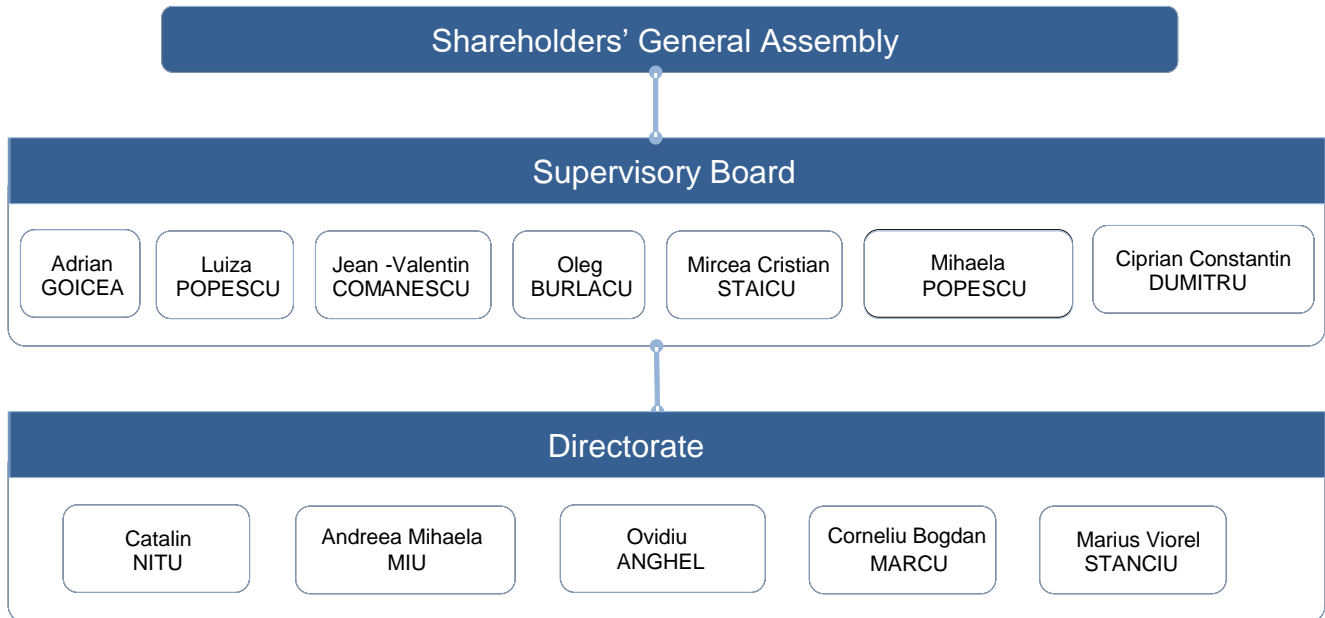 Shareholders’ General Assembly
Supervisory Board
Adrian
GOICEA
Luiza
POPESCU
Jean -Valentin
COMANESCU
Oleg
BURLACU
Mircea Cristian
STAICU
Mihaela
POPESCU
Ciprian Constantin
DUMITRU
Directorate
Catalin
NITU
Andreea Mihaela
MIU
Ovidiu
ANGHEL
Corneliu Bogdan
MARCU
Marius Viorel
STANCIU